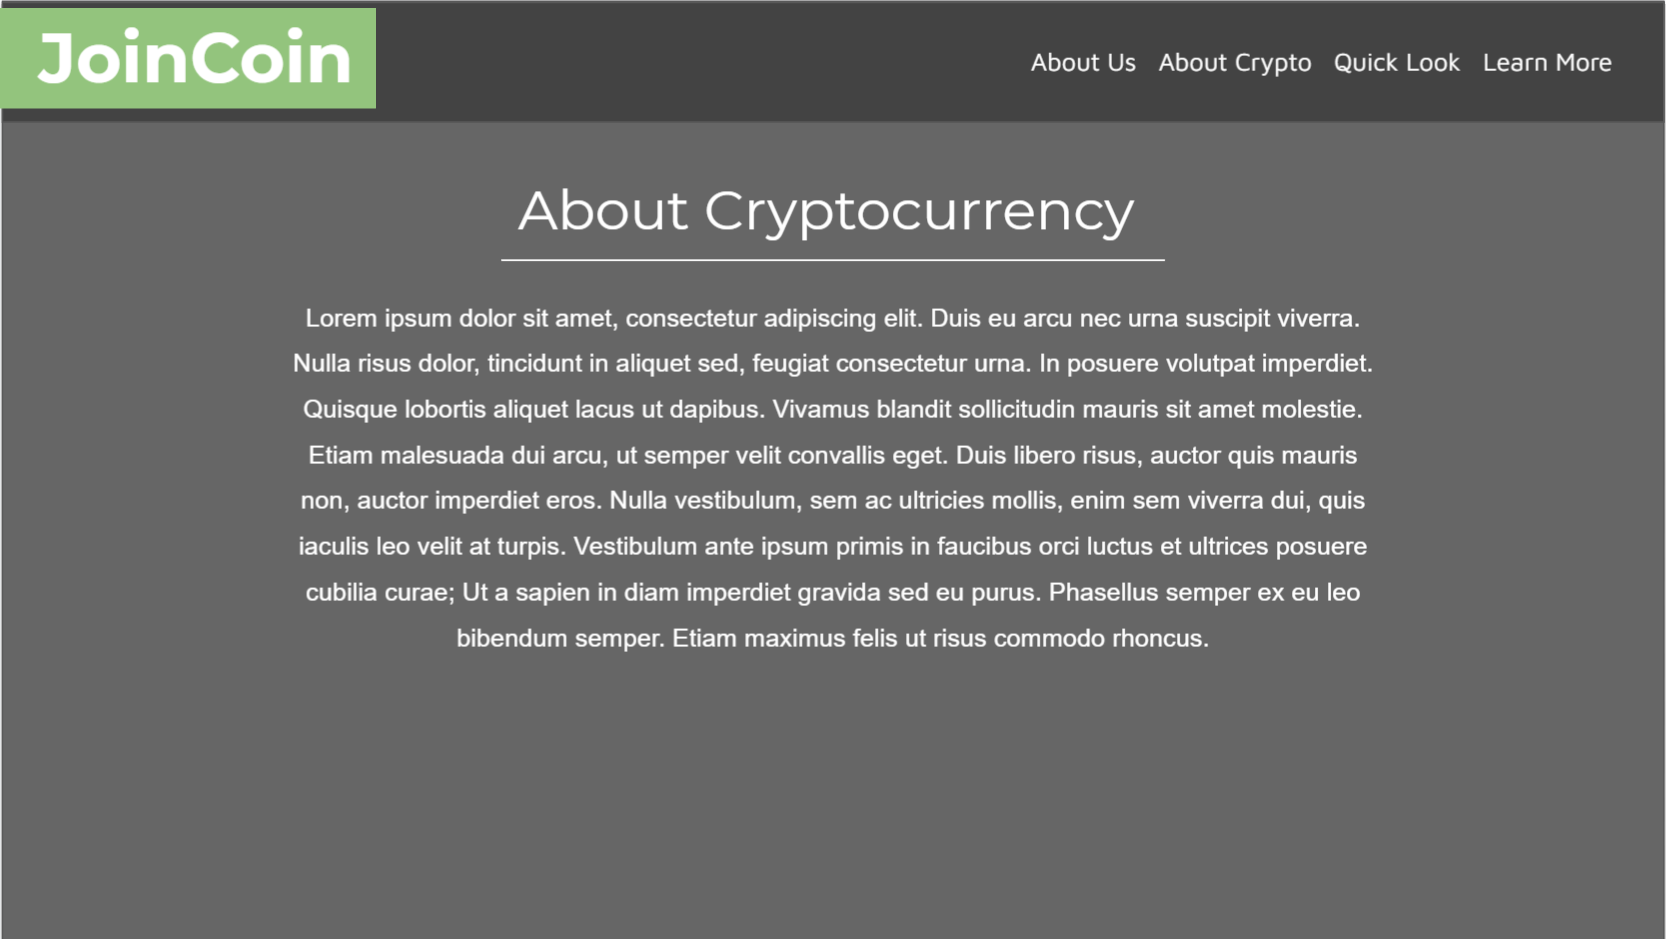 JoinCoin
About Us About Crypto Quick Look Learn More
About Cryptocurrency
Lorem ipsum dolor sit amet, consectetur adipiscing elit. Duis eu arcu nec urna suscipit viverra.
Nulla risus dolor, tincidunt in aliquet sed, feugiat consectetur urna. In posuere volutpat imperdiet.
Quisque lobortis aliquet lacus ut dapibus. Vivamus blandit sollicitudin mauris sit amet molestie.
Etiam malesuada dui arcu, ut semper velit convallis eget. Duis libero risus, auctor quis mauris
non, auctor imperdiet eros. Nulla vestibulum, sem ac ultricies mollis, enim sem viverra dui, quis
iaculis leo velit at turpis. Vestibulum ante ipsum primis in faucibus orci luctus et ultrices posuere
cubilia curae; Ut a sapien in diam imperdiet gravida sed eu purus. Phasellus semper ex eu leo
bibendum semper. Etiam maximus felis ut risus commodo rhoncus.